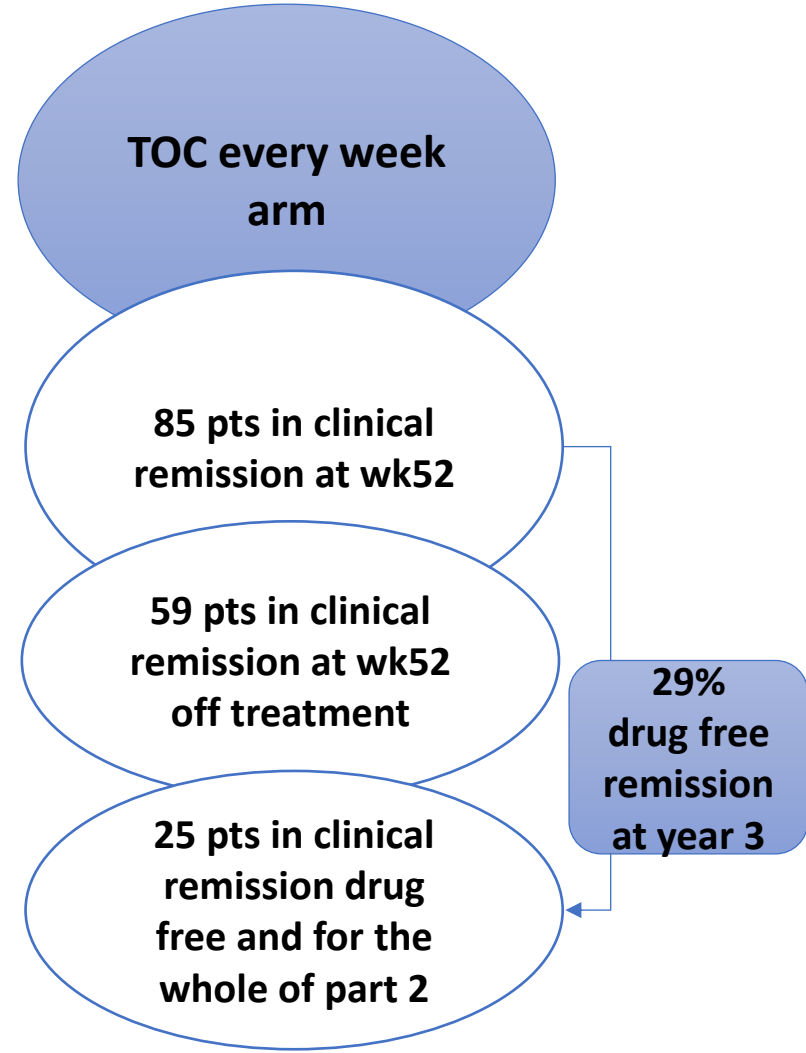 TOC every week
arm
85 pts in clinical
remission at wk52
59 pts in clinical
remission at wk52
off treatment
29%
drug free
remission
at year 3
25 pts in clinical
remission drug
free and for the
whole of part 2